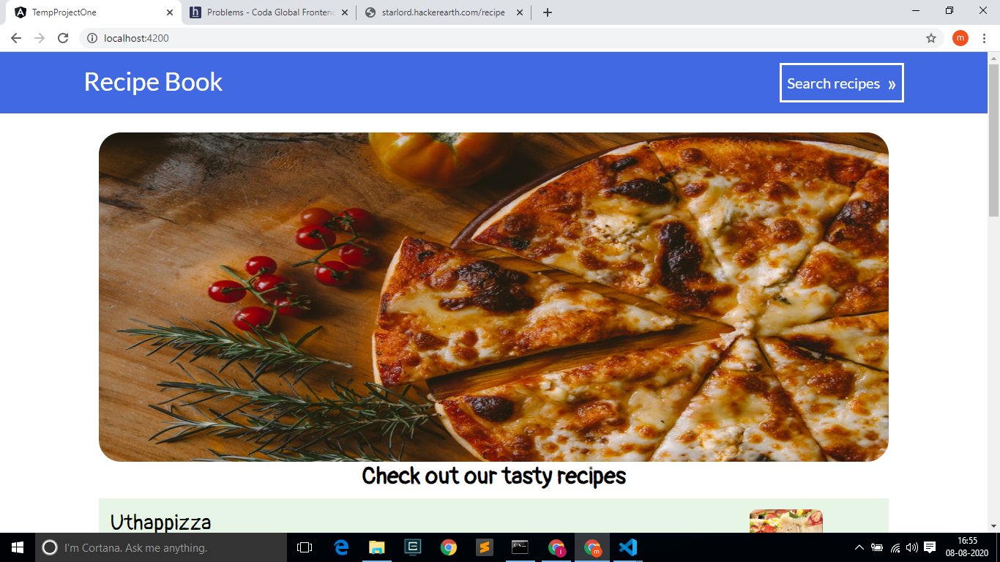 TempProjectOne
Problems - Coda Global Frontend
starlord.hackerearth.com/recipe
localhost:4200
m
Recipe Book
Search recipes »
Check out our tasty recipes
Uthappizza
I'm Cortana. Ask me anything.
16:55
08-08-2020